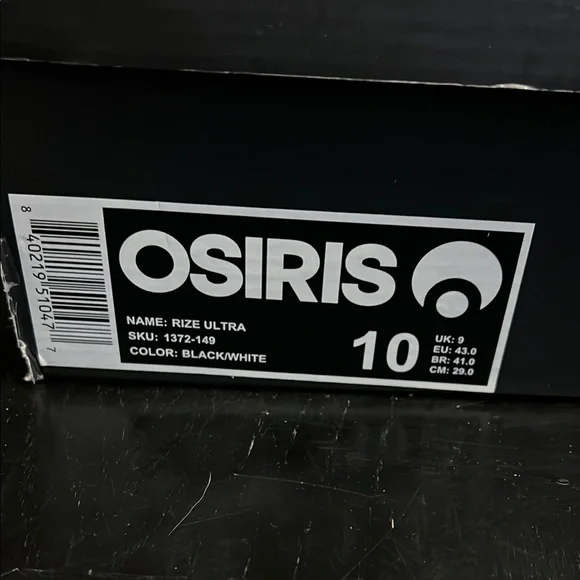 8 40219 51047 7
OSIRIS
NAME: RIZE ULTRA
SKU: 1372-149
COLOR: BLACK/WHITE
10
UK: 9
EU: 43.0
BR: 41.0
CM: 29.0